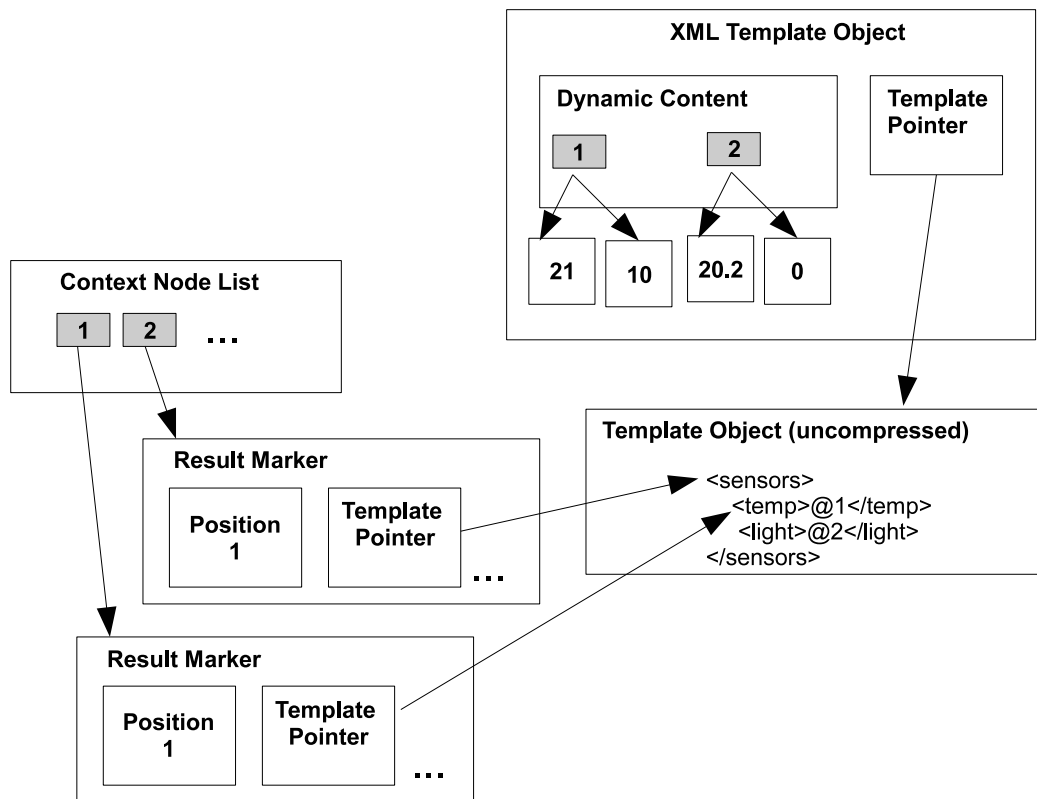 XML Template Object
Dynamic Content
1
2
Template
Pointer
21
10
20.2
0
Context Node List
1
2
...
Template Object (uncompressed)
<sensors>
<temp>@1</temp>
<light>@2</light>
</sensors>
Result Marker
Position
1
Template
Pointer
...
Result Marker
Position
1
Template
Pointer
...